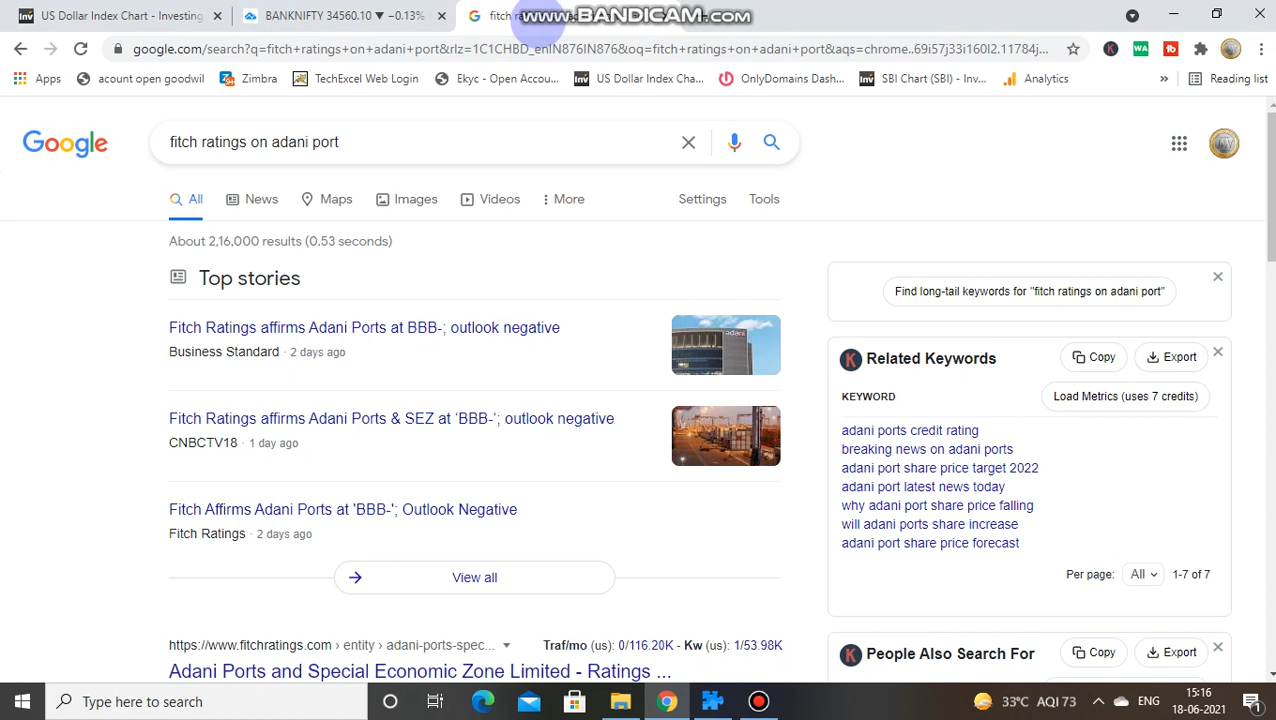 US Dollar Index Chart - Investing
BANKNIFTY 34560.10 ▼ −0.13%
www.BANDICAM.com
google.com/search?q=fitch+ratings+on+adani+port&rlz=1C1CHBD_enIN876IN876&oq=fitch+ratings+on+adani+port&aqs=chrome..69i57j33i160l2.11784j...
Apps
acount open goodwil
Zimbra
TechExcel Web Login
Ekyc - Open Accou...
US Dollar Index Cha...
OnlyDomains Dash...
SBI Chart (SBI) - Inv...
Analytics
»
Reading list
Google
fitch ratings on adani port
All
News
Maps
Images
Videos
More
Settings
Tools
About 2,16,000 results (0.53 seconds)
Top stories
Fitch Ratings affirms Adani Ports at BBB-; outlook negative
Business Standard · 2 days ago
Fitch Ratings affirms Adani Ports & SEZ at ‘BBB-‘; outlook negative
CNBCTV18 · 1 day ago
Fitch Affirms Adani Ports at 'BBB-'; Outlook Negative
Fitch Ratings · 2 days ago
View all
https://www.fitchratings.com › entity › adani-ports-spec...
Traf/mo (us): 0/116.20K - Kw (us): 1/53.98K
Adani Ports and Special Economic Zone Limited - Ratings ...
Find long-tail keywords for "fitch ratings on adani port"
Related Keywords
Copy
Export
KEYWORD
Load Metrics (uses 7 credits)
adani ports credit rating
breaking news on adani ports
adani port share price target 2022
adani port latest news today
why adani port share price falling
will adani ports share increase
adani port share price forecast
Per page: All
1-7 of 7
People Also Search For
Copy
Export
Type here to search
33°C AQI 73
ENG
15:16
18-06-2021